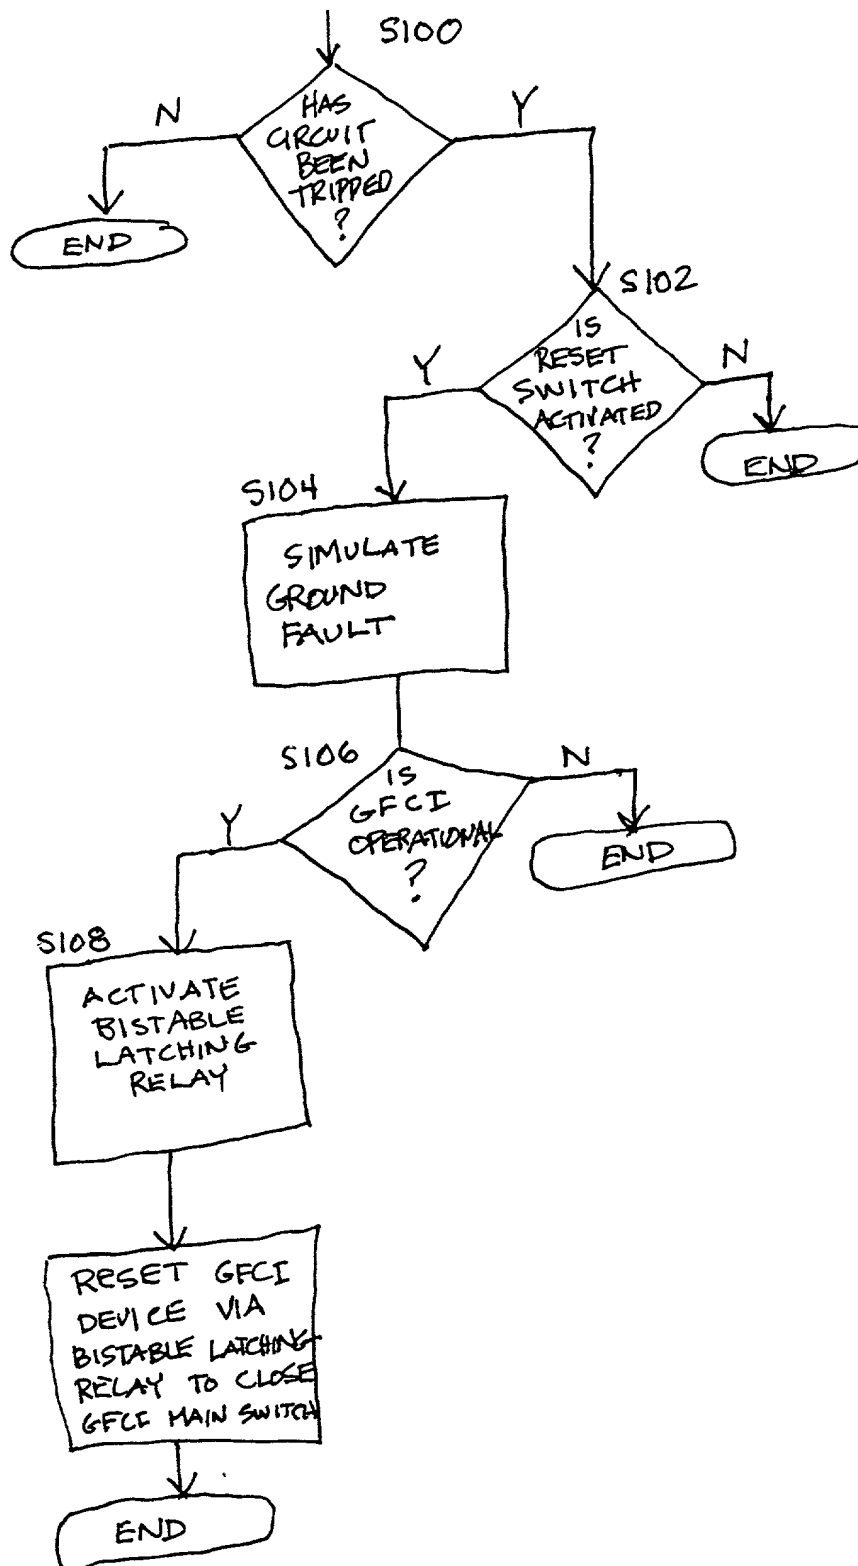 S100
N
Y
HAS
CIRCUIT
BEEN
TRIPPED
?
END
S102
IS
RESET
SWITCH
ACTIVATED
?
Y
N
END
S104
SIMULATE
GROUND
FAULT
S106
IS
GFCI
OPERATIONAL
?
N
Y
END
S108
ACTIVATE
BISTABLE
LATCHING
RELAY
RESET GFCI
DEVICE VIA
BISTABLE LATCHING
RELAY TO CLOSE
GFCI MAIN SWITCH
END